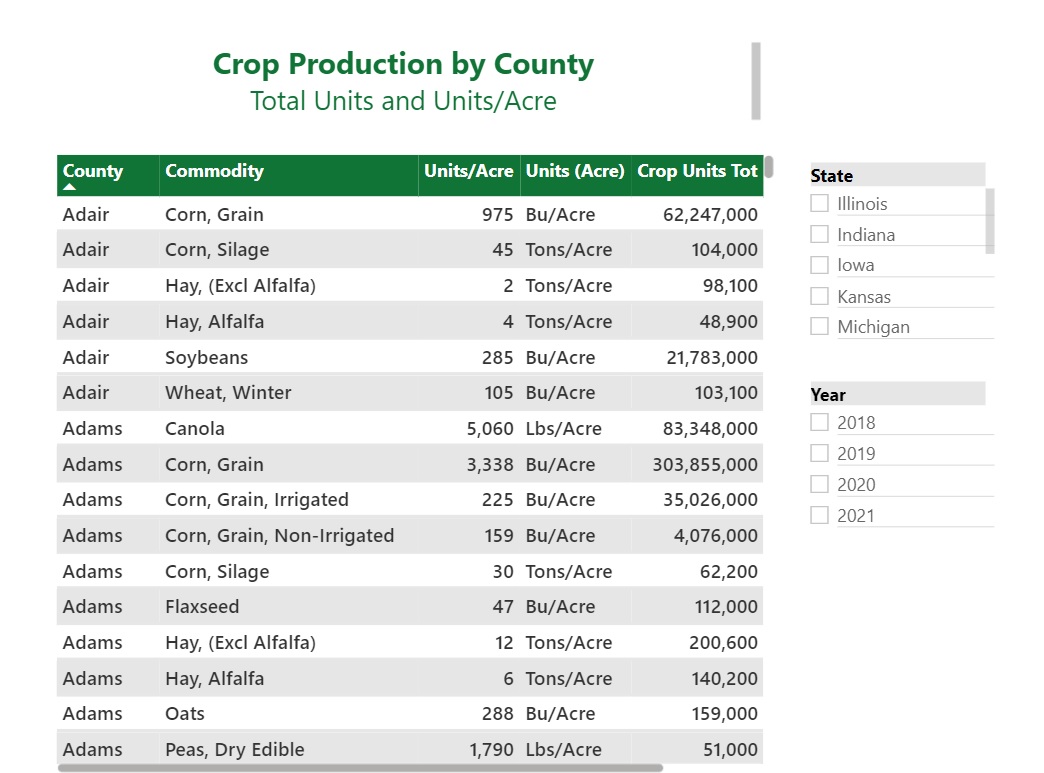 Crop Production by County
Total Units and Units/Acre
County Commodity Units/Acre Units (Acre) Crop Units Tot
Adair Corn, Grain 975 Bu/Acre 62,247,000
Adair Corn, Silage 45 Tons/Acre 104,000
Adair Hay, (Excl Alfalfa) 2 Tons/Acre 98,100
Adair Hay, Alfalfa 4 Tons/Acre 48,900
Adair Soybeans 285 Bu/Acre 21,783,000
Adair Wheat, Winter 105 Bu/Acre 103,100
Adams Canola 5,060 Lbs/Acre 83,348,000
Adams Corn, Grain 3,338 Bu/Acre 303,855,000
Adams Corn, Grain, Irrigated 225 Bu/Acre 35,026,000
Adams Corn, Grain, Non-Irrigated 159 Bu/Acre 4,076,000
Adams Corn, Silage 30 Tons/Acre 62,200
Adams Flaxseed 47 Bu/Acre 112,000
Adams Hay, (Excl Alfalfa) 12 Tons/Acre 200,600
Adams Hay, Alfalfa 6 Tons/Acre 140,200
Adams Oats 288 Bu/Acre 159,000
Adams Peas, Dry Edible 1,790 Lbs/Acre 51,000
State
Illinois
Indiana
Iowa
Kansas
Michigan
Year
2018
2019
2020
2021